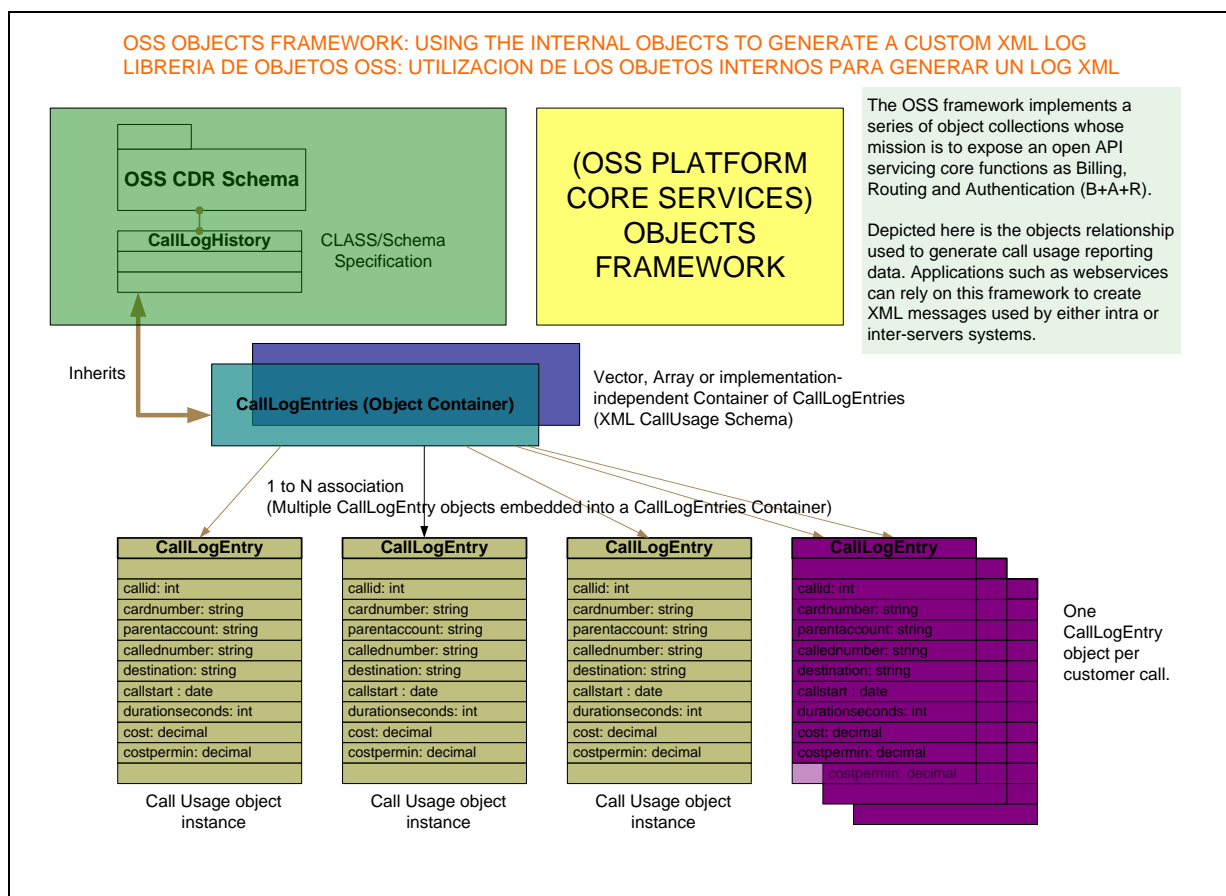 OSS OBJECTS FRAMEWORK: USING THE INTERNAL OBJECTS TO GENERATE A CUSTOM XML LOG
LIBRERIA DE OBJETOS OSS: UTILIZACION DE LOS OBJETOS INTERNOS PARA GENERAR UN LOG XML
OSS CDR Schema
CallLogHistory
CLASS/Schema
Specification
(OSS PLATFORM
CORE SERVICES)
OBJECTS
FRAMEWORK
The OSS framework implements a
series of object collections whose
mission is to expose an open API
servicing core functions as Billing,
Routing and Authentication (B+A+R).
Depicted here is the objects relationship
used to generate call usage reporting
data. Applications such as webservices
can rely on this framework to create
XML messages used by either intra or
inter-servers systems.
Inherits
CallLogEntries (Object Container)
Vector, Array or implementation-
independent Container of CallLogEntries
(XML CallUsage Schema)
1 to N association
(Multiple CallLogEntry objects embedded into a CallLogEntries Container)
CallLogEntry
callid: int
cardnumber: string
parentaccount: string
callednumber: string
destination: string
callstart : date
durationseconds: int
cost: decimal
costpermin: decimal
Call Usage object
instance
CallLogEntry
callid: int
cardnumber: string
parentaccount: string
callednumber: string
destination: string
callstart : date
durationseconds: int
cost: decimal
costpermin: decimal
Call Usage object
instance
CallLogEntry
callid: int
cardnumber: string
parentaccount: string
callednumber: string
destination: string
callstart : date
durationseconds: int
cost: decimal
costpermin: decimal
Call Usage object
instance
CallLogEntry
callid: int
cardnumber: string
parentaccount: string
callednumber: string
destination: string
callstart : date
durationseconds: int
cost: decimal
costpermin: decimal
costpermin: decimal
One
CallLogEntry
object per
customer call.